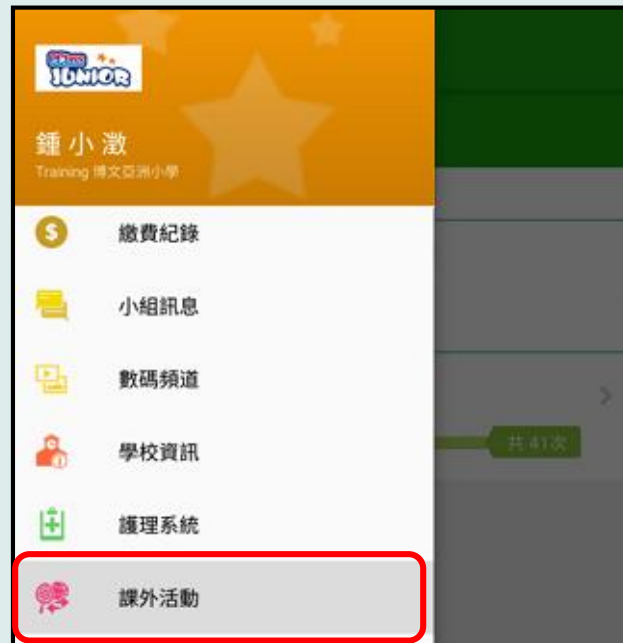 JUNIOR
鍾 小 澂
Training 博文亞洲小學
繳費紀錄
小組訊息
數碼頻道
學校資訊
共 41次
護理系統
課外活動